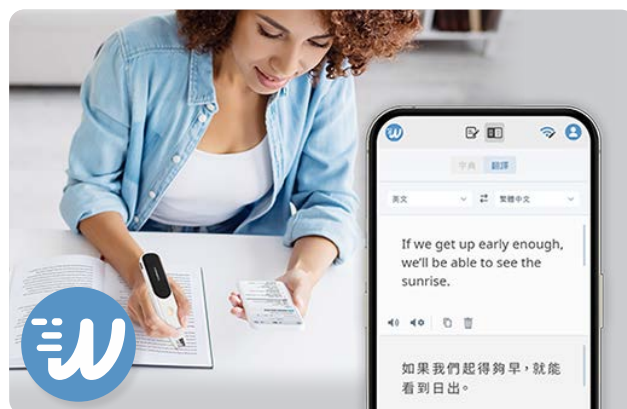 字典 翻譯
英文 繁體中文
If we get up early enough,
we'll be able to see the
sunrise.
如果我們起得夠早,就能
看到日出。